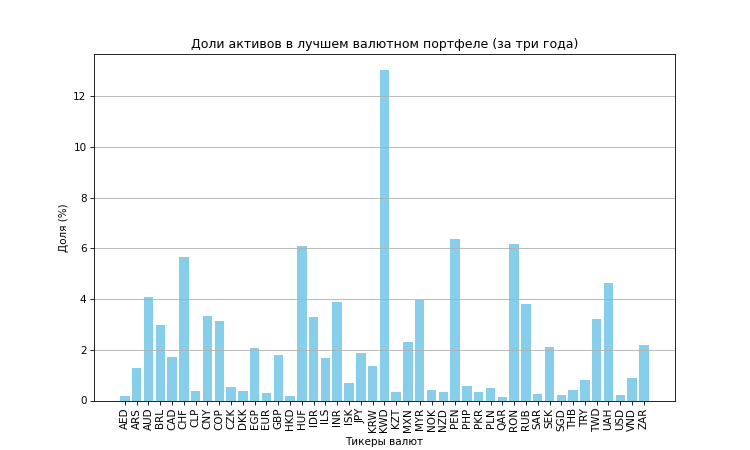 Доли активов в лучшем валютном портфеле (за три года)
Доля (%)
12
10
8
6
4
2
0
AED ARS AUD BRL CAD CHF CLP CNY COP CZK DKK EGP EUR GBP HKD HUF IDR ILS INR ISK JPY KRW KWD KZT MXN MYR NOK NZD PEN PHP PKR PLN QAR RON RUB SAR SEK SGD THB TRY TWD UAH USD VND ZAR
Тикеры валют